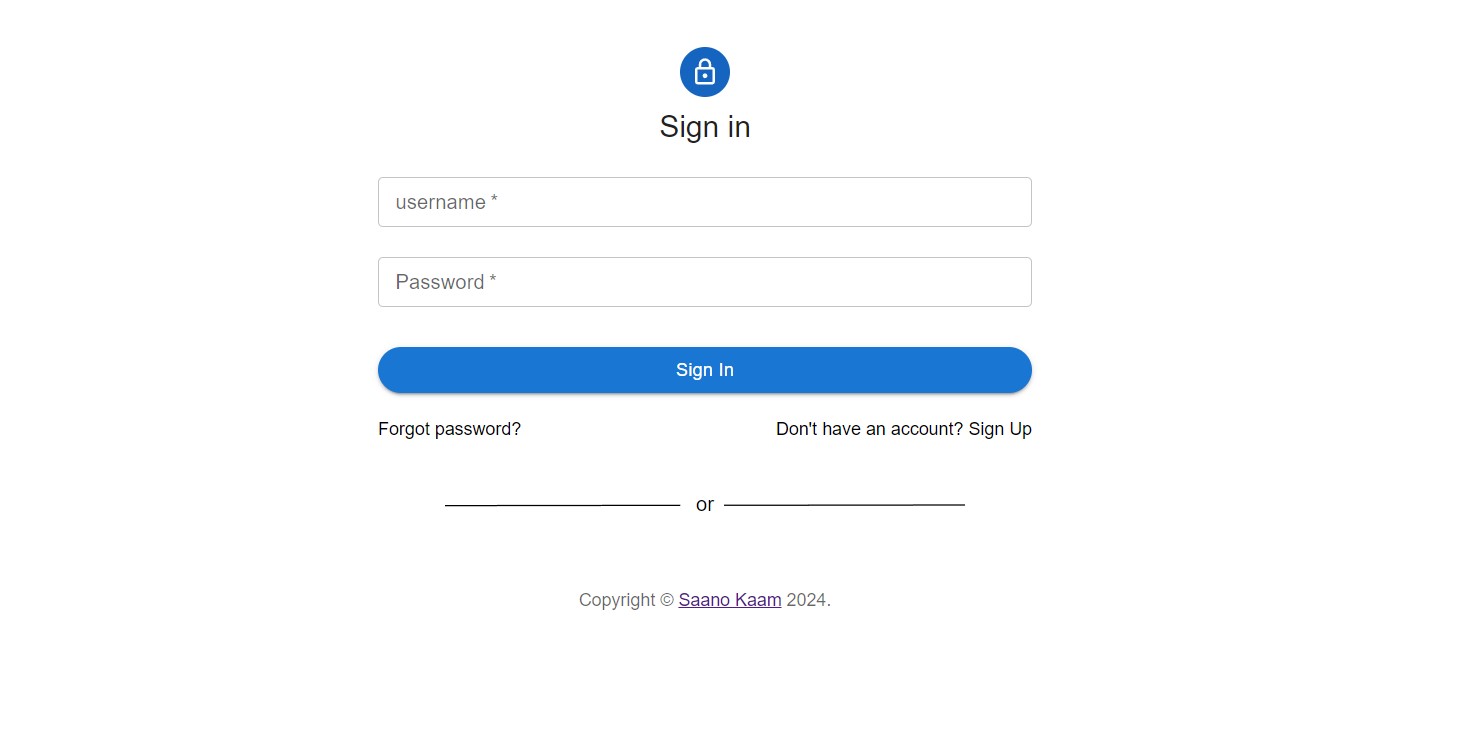 Sign in
username *
Password *
Sign In
Forgot password? Don't have an account? Sign Up
or
Copyright © Saano Kaam 2024.